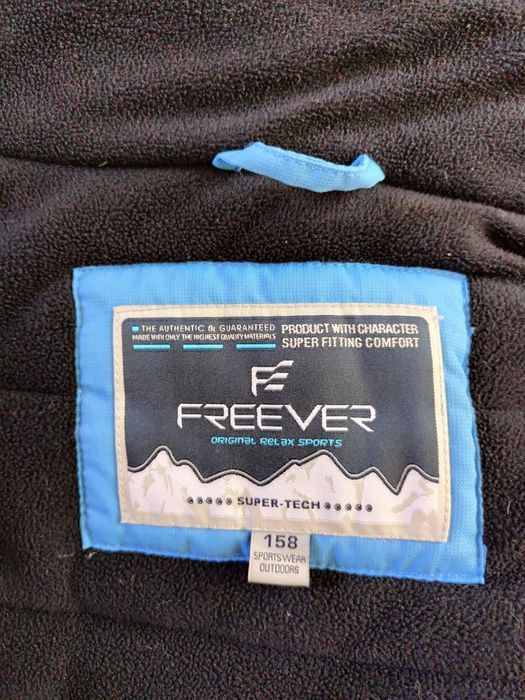 THE AUTHENTIC & GUARANTEED
MADE WITH ONLY THE HIGHEST QUALITY MATERIALS
PRODUCT WITH CHARACTER
SUPER FITTING COMFORT
FREEVER
ORIGINAL RELAX SPORTS
SUPER-TECH
158
SPORTSWEAR
OUTDOORS